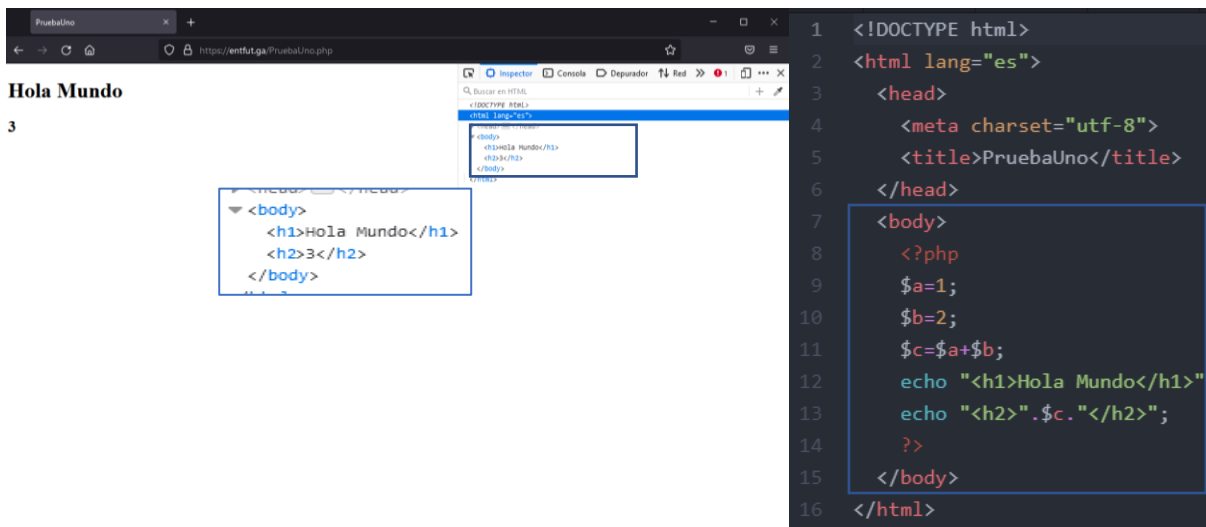 PruebaUno
https://entfut.ga/PruebaUno.php
Hola Mundo
3
Inspector Consola Depurador Red 1
Buscar en HTML
<!DOCTYPE html>
<html lang="es">
<body>
<h1>Hola Mundo</h1>
<h2>3</h2>
</body>
</html>
<body>
<h1>Hola Mundo</h1>
<h2>3</h2>
</body>
1 <!DOCTYPE html>
2 <html lang="es">
3 <head>
4 <meta charset="utf-8">
5 <title>PruebaUno</title>
6 </head>
7 <body>
8 <?php
9 $a=1;
10 $b=2;
11 $c=$a+$b;
12 echo "<h1>Hola Mundo</h1>"
13 echo "<h2>".$c."</h2>";
14 ?>
15 </body>
16 </html>